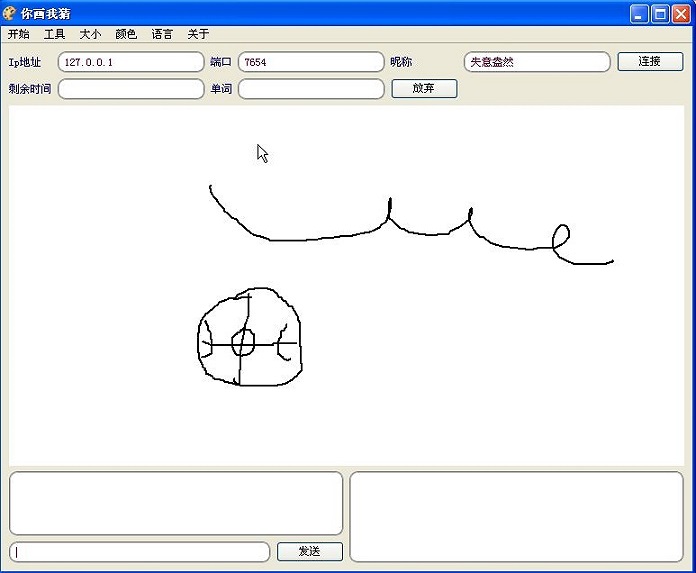 你画我猜
开始 工具 大小 颜色 语言 关于
Ip地址 127.0.0.1 端口 7654 昵称 失意盎然 连接
剩余时间 单词 放弃
发送